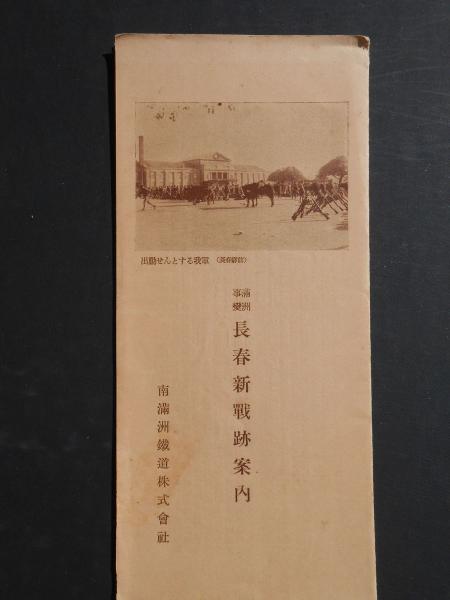 出動せんとする我軍（長春驛前）
滿洲
事變
長春新戰跡案內
南滿洲鐵道株式會社